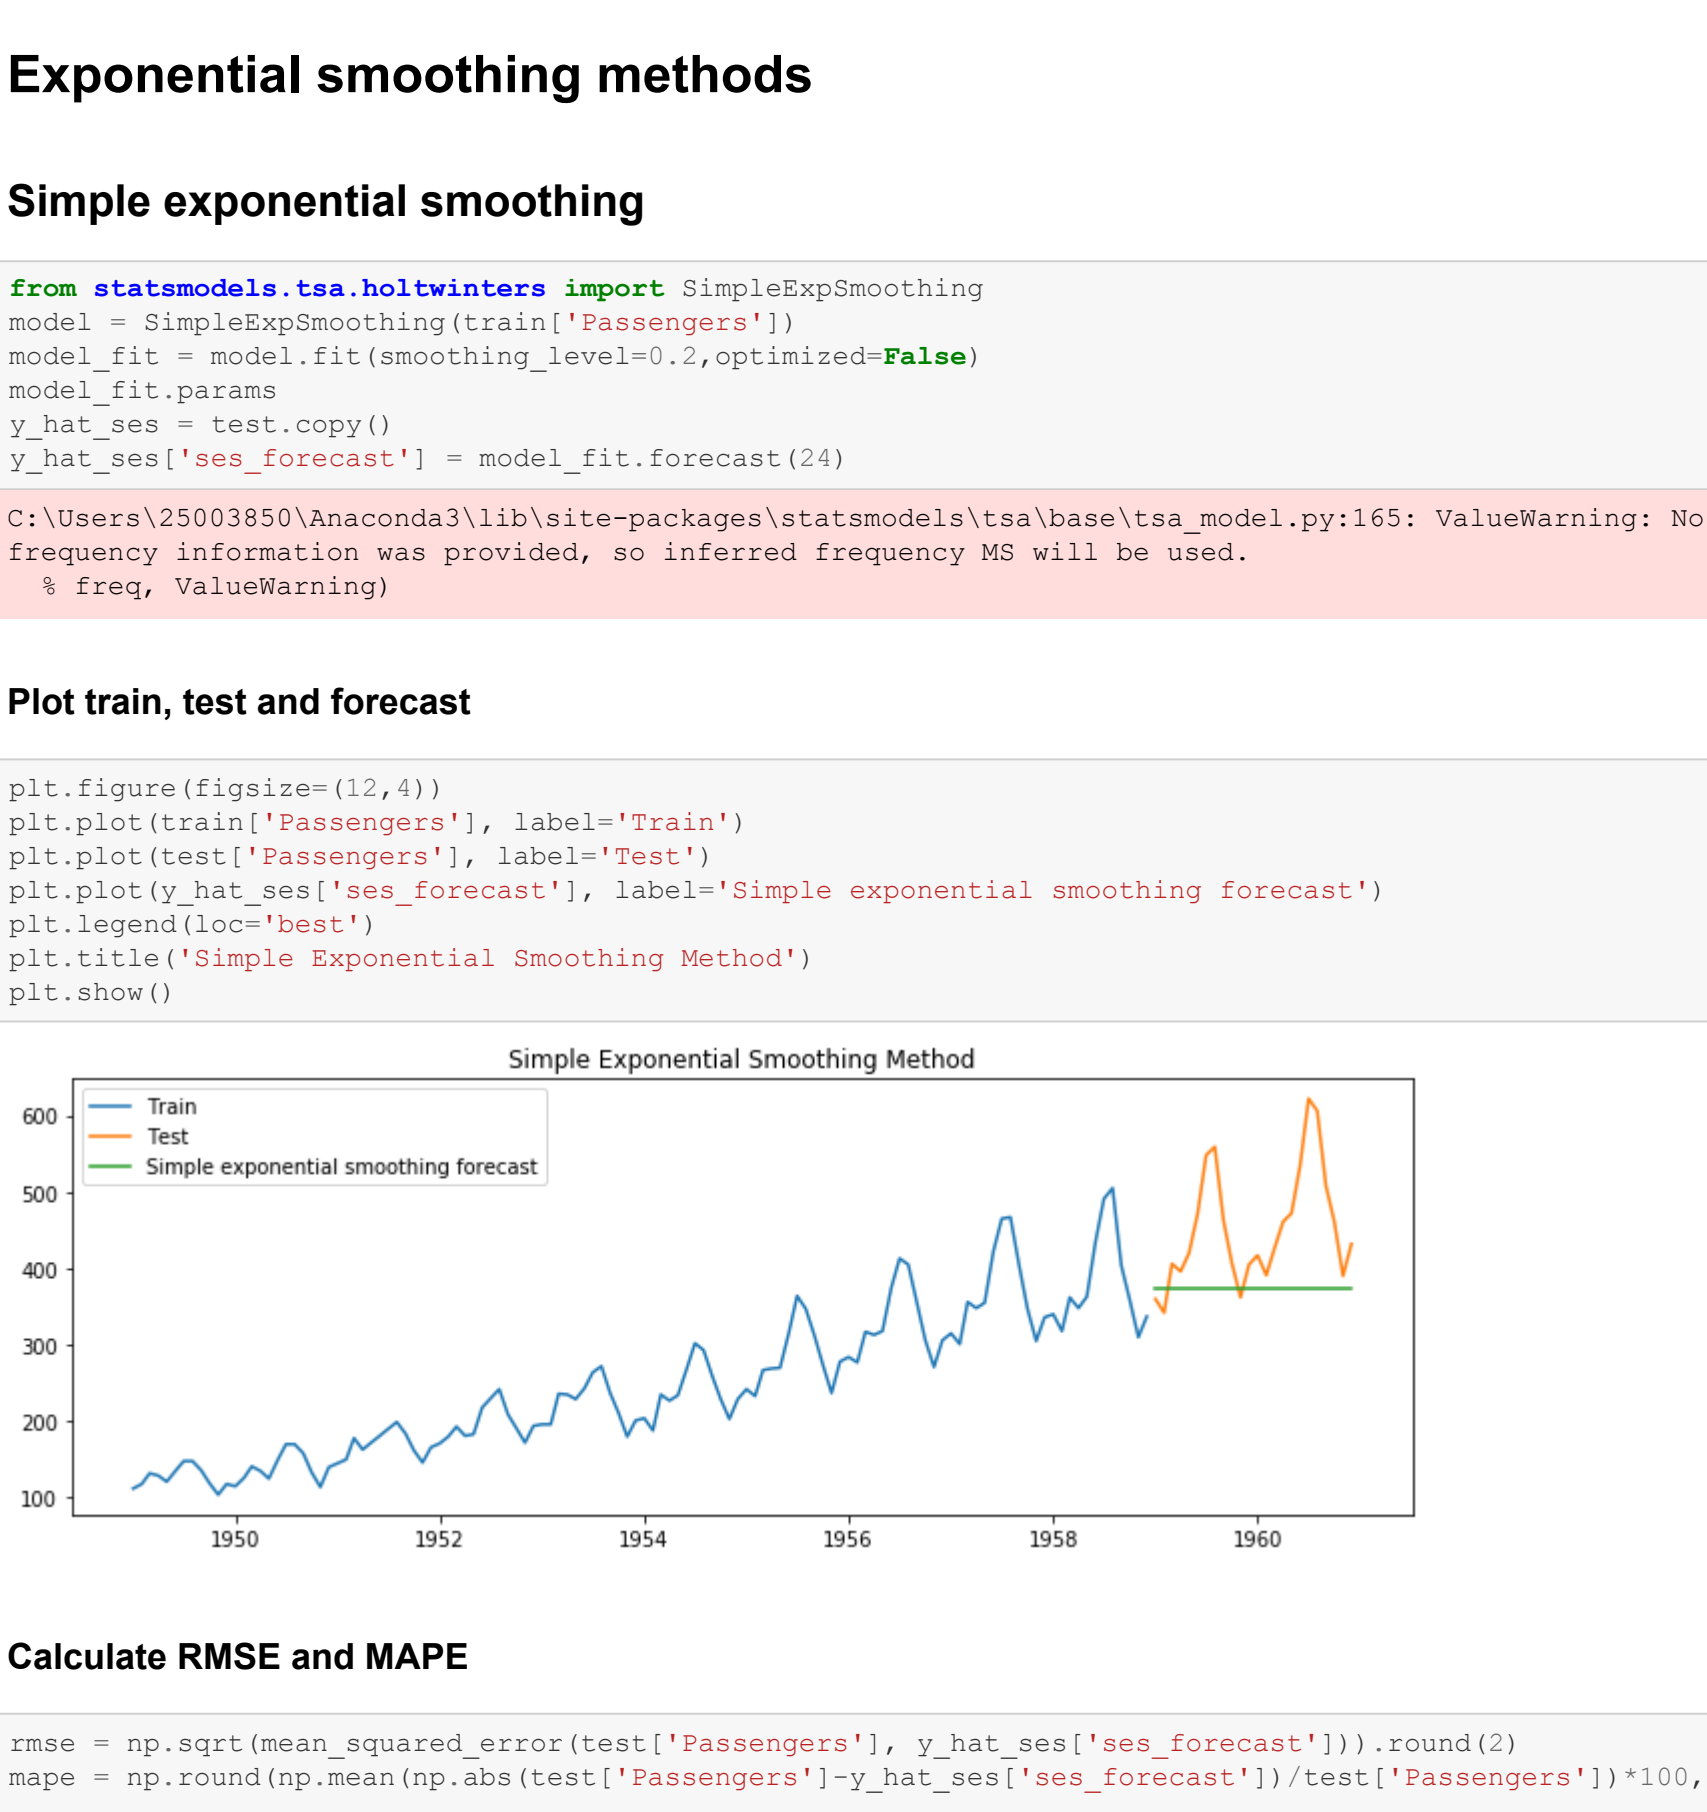 Exponential smoothing methods
Simple exponential smoothing
from statsmodels.tsa.holtwinters import SimpleExpSmoothing
model = SimpleExpSmoothing(train['Passengers'])
model_fit = model.fit(smoothing_level=0.2,optimized=False)
model_fit.params
y_hat_ses = test.copy()
y_hat_ses['ses_forecast'] = model_fit.forecast(24)
C:\Users\25003850\Anaconda3\lib\site-packages\statsmodels\tsa\base\tsa_model.py:165: ValueWarning: No
frequency information was provided, so inferred frequency MS will be used.
  % freq, ValueWarning)
Plot train, test and forecast
plt.figure(figsize=(12,4))
plt.plot(train['Passengers'], label='Train')
plt.plot(test['Passengers'], label='Test')
plt.plot(y_hat_ses['ses_forecast'], label='Simple exponential smoothing forecast')
plt.legend(loc='best')
plt.title('Simple Exponential Smoothing Method')
plt.show()
Simple Exponential Smoothing Method
Train
Test
Simple exponential smoothing forecast
600
500
400
300
200
100
1950 1952 1954 1956 1958 1960
Calculate RMSE and MAPE
rmse = np.sqrt(mean_squared_error(test['Passengers'], y_hat_ses['ses_forecast'])).round(2)
mape = np.round(np.mean(np.abs(test['Passengers']-y_hat_ses['ses_forecast'])/test['Passengers'])*100,